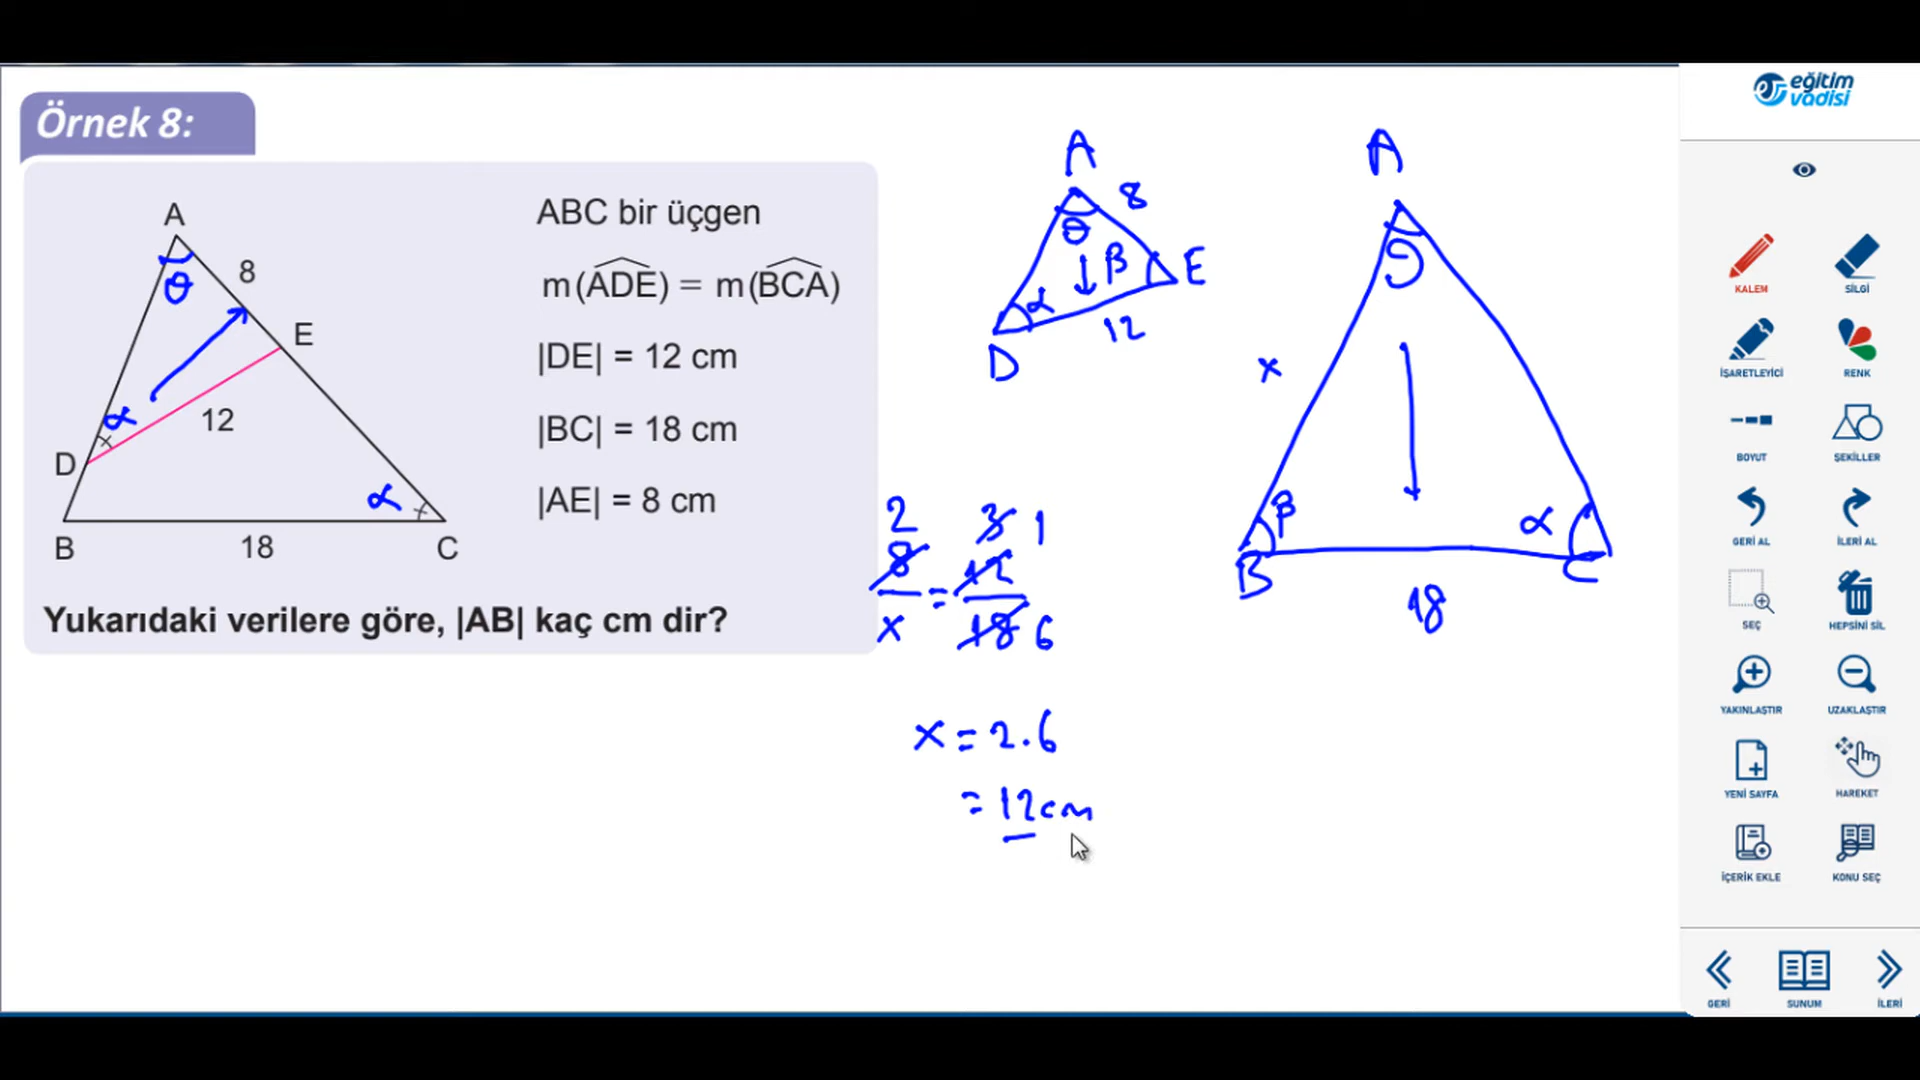 eğitim
vadisi
Örnek 8:
A
8
θ
E
α
12
D
α
B
18
C
ABC bir üçgen
m(ADE) = m(BCA)
|DE| = 12 cm
|BC| = 18 cm
|AE| = 8 cm
Yukarıdaki verilere göre, |AB| kaç cm dir?
A
8
θ
β
E
α
12
D
A
x
β
α
B
C
18
2 3 1
8 = 12
x 18 6
x = 2.6
= 12cm
KALEM
SİLGİ
İŞARETLEYİCİ
RENK
BOYUT
ŞEKİLLER
GERİ AL
İLERİ AL
SEÇ
HEPSİNİ SİL
YAKINLAŞTIR
UZAKLAŞTIR
YENİ SAYFA
HAREKET
İÇERİK EKLE
KONU SEÇ
GERİ
SUNUM
İLERİ